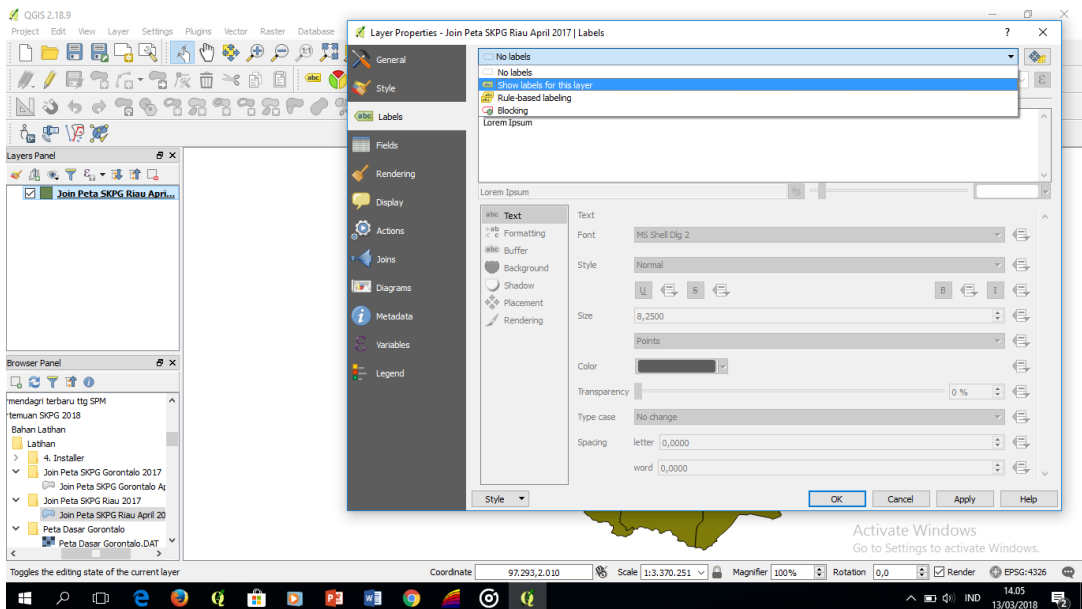 QGIS 2.18.9
Project Edit View Layer Settings Plugins Vector Raster Database
Layer Properties - Join Peta SKPG Riau April 2017 | Labels
General
Style
Labels
Fields
Rendering
Display
Actions
Joins
Diagrams
Metadata
Variables
Legend
No labels
No labels
Show labels for this layer
Rule-based labeling
Blocking
Lorem Ipsum
Lorem Ipsum
Text
Formatting
Buffer
Background
Shadow
Placement
Rendering
Text
Font MS Shell Dlg 2
Style Normal
U S B I
Size 8,2500
Points
Color
Transparency 0 %
Type case No change
Spacing letter 0,0000
word 0,0000
Style OK Cancel Apply Help
Layers Panel
Join Peta SKPG Riau Apri...
Browser Panel
mendagri terbaru ttg SPM
temuan SKPG 2018
Bahan Latihan
Latihan
4. Installer
Join Peta SKPG Gorontalo 2017
Join Peta SKPG Gorontalo Ap
Join Peta SKPG Riau 2017
Join Peta SKPG Riau April 20
Peta Dasar Gorontalo
Peta Dasar Gorontalo.DAT
Activate Windows
Go to Settings to activate Windows.
Toggles the editing state of the current layer Coordinate 97.293,2.010 Scale 1:3.370.251 Magnifier 100% Rotation 0,0 Render EPSG:4326
IND
14.05
13/03/2018